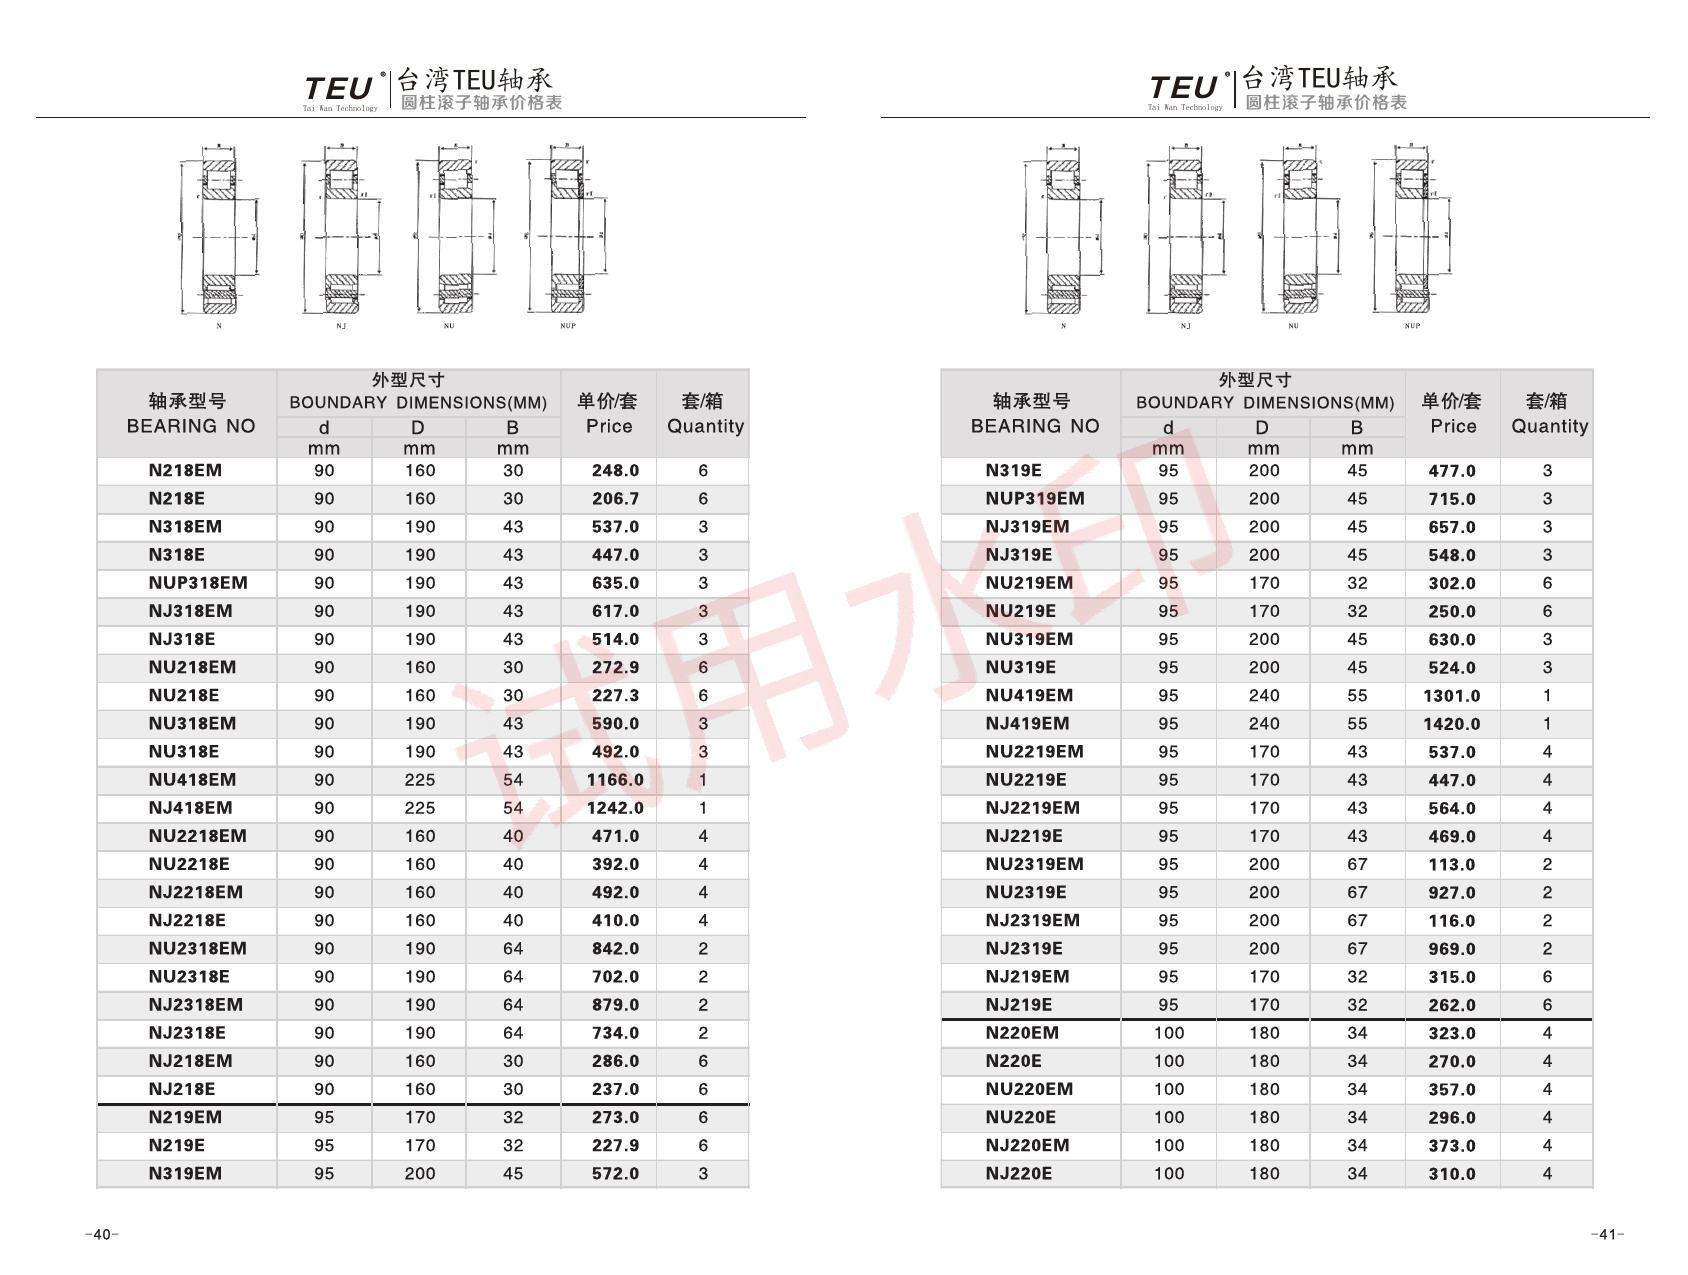 TEU® 台湾TEU轴承
Tai Wan Technology 圆柱滚子轴承价格表
N NJ NU NUP
轴承型号 外型尺寸 单价/套 套/箱
BEARING NO BOUNDARY DIMENSIONS(MM) Price Quantity
d D B
mm mm mm
N218EM 90 160 30 248.0 6
N218E 90 160 30 206.7 6
N318EM 90 190 43 537.0 3
N318E 90 190 43 447.0 3
NUP318EM 90 190 43 635.0 3
NJ318EM 90 190 43 617.0 3
NJ318E 90 190 43 514.0 3
NU218EM 90 160 30 272.9 6
NU218E 90 160 30 227.3 6
NU318EM 90 190 43 590.0 3
NU318E 90 190 43 492.0 3
NU418EM 90 225 54 1166.0 1
NJ418EM 90 225 54 1242.0 1
NU2218EM 90 160 40 471.0 4
NU2218E 90 160 40 392.0 4
NJ2218EM 90 160 40 492.0 4
NJ2218E 90 160 40 410.0 4
NU2318EM 90 190 64 842.0 2
NU2318E 90 190 64 702.0 2
NJ2318EM 90 190 64 879.0 2
NJ2318E 90 190 64 734.0 2
NJ218EM 90 160 30 286.0 6
NJ218E 90 160 30 237.0 6
N219EM 95 170 32 273.0 6
N219E 95 170 32 227.9 6
N319EM 95 200 45 572.0 3
-40-
TEU® 台湾TEU轴承
Tai Wan Technology 圆柱滚子轴承价格表
N NJ NU NUP
轴承型号 外型尺寸 单价/套 套/箱
BEARING NO BOUNDARY DIMENSIONS(MM) Price Quantity
d D B
mm mm mm
N319E 95 200 45 477.0 3
NUP319EM 95 200 45 715.0 3
NJ319EM 95 200 45 657.0 3
NJ319E 95 200 45 548.0 3
NU219EM 95 170 32 302.0 6
NU219E 95 170 32 250.0 6
NU319EM 95 200 45 630.0 3
NU319E 95 200 45 524.0 3
NU419EM 95 240 55 1301.0 1
NJ419EM 95 240 55 1420.0 1
NU2219EM 95 170 43 537.0 4
NU2219E 95 170 43 447.0 4
NJ2219EM 95 170 43 564.0 4
NJ2219E 95 170 43 469.0 4
NU2319EM 95 200 67 113.0 2
NU2319E 95 200 67 927.0 2
NJ2319EM 95 200 67 116.0 2
NJ2319E 95 200 67 969.0 2
NJ219EM 95 170 32 315.0 6
NJ219E 95 170 32 262.0 6
N220EM 100 180 34 323.0 4
N220E 100 180 34 270.0 4
NU220EM 100 180 34 357.0 4
NU220E 100 180 34 296.0 4
NJ220EM 100 180 34 373.0 4
NJ220E 100 180 34 310.0 4
-41-
试用水印